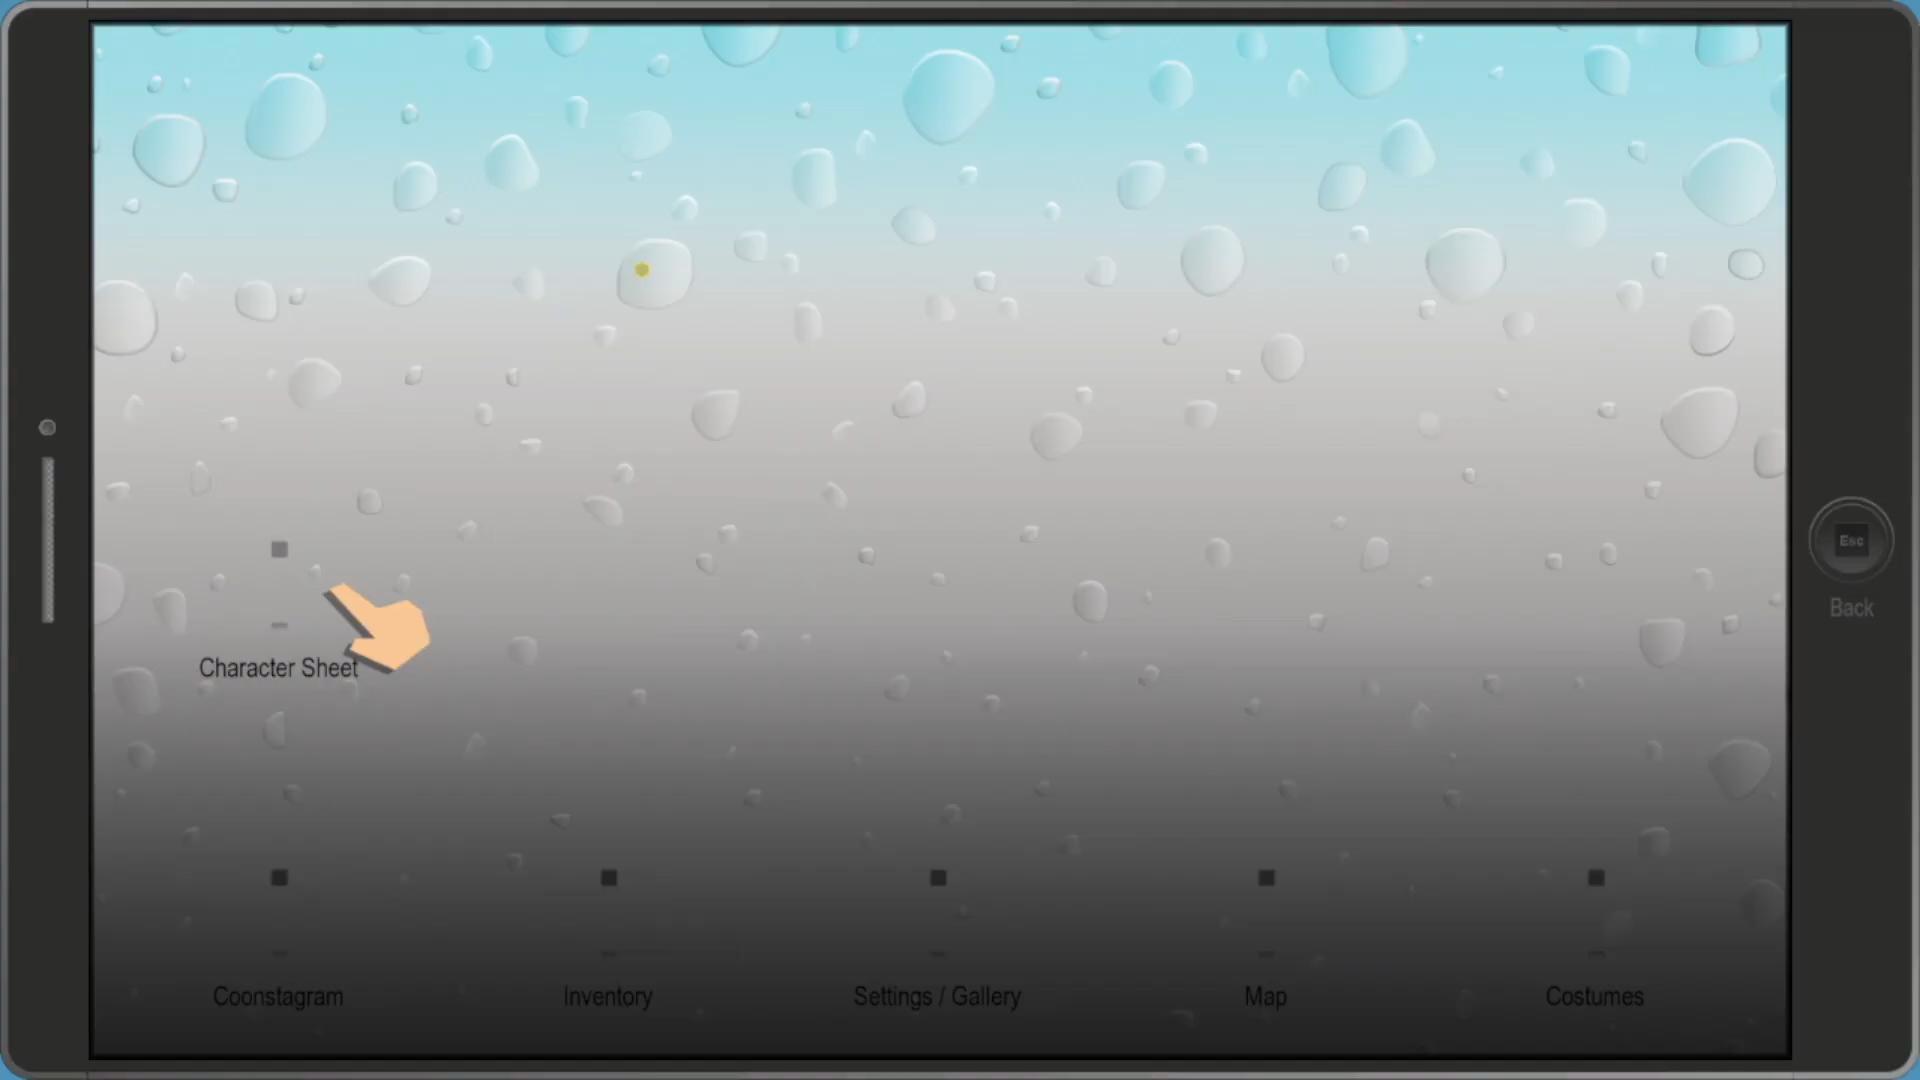 Esc
Back
Character Sheet
Coonstagram
Inventory
Settings / Gallery
Map
Costumes